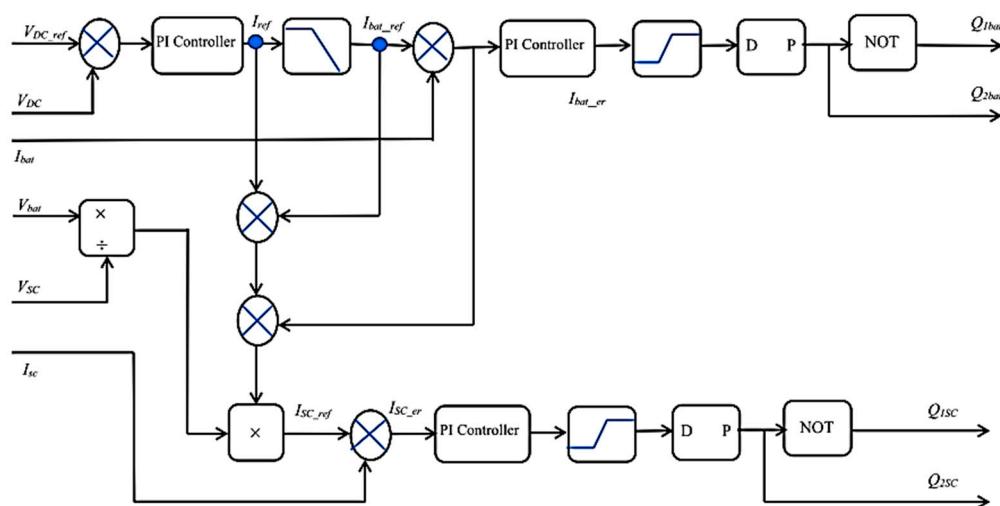 V_DC_ref
PI Controller
I_ref
I_bat_ref
PI Controller
D P
NOT
Q_1bat
V_DC
I_bat_er
Q_2bat
I_bat
V_bat
×
÷
V_SC
I_sc
×
I_SC_ref
I_SC_er
PI Controller
D P
NOT
Q_1SC
Q_2SC